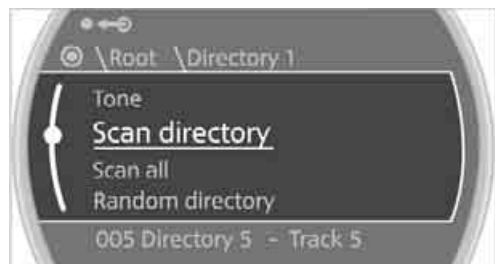 \Root \Directory 1
Tone
Scan directory
Scan all
Random directory
005 Directory 5 - Track 5